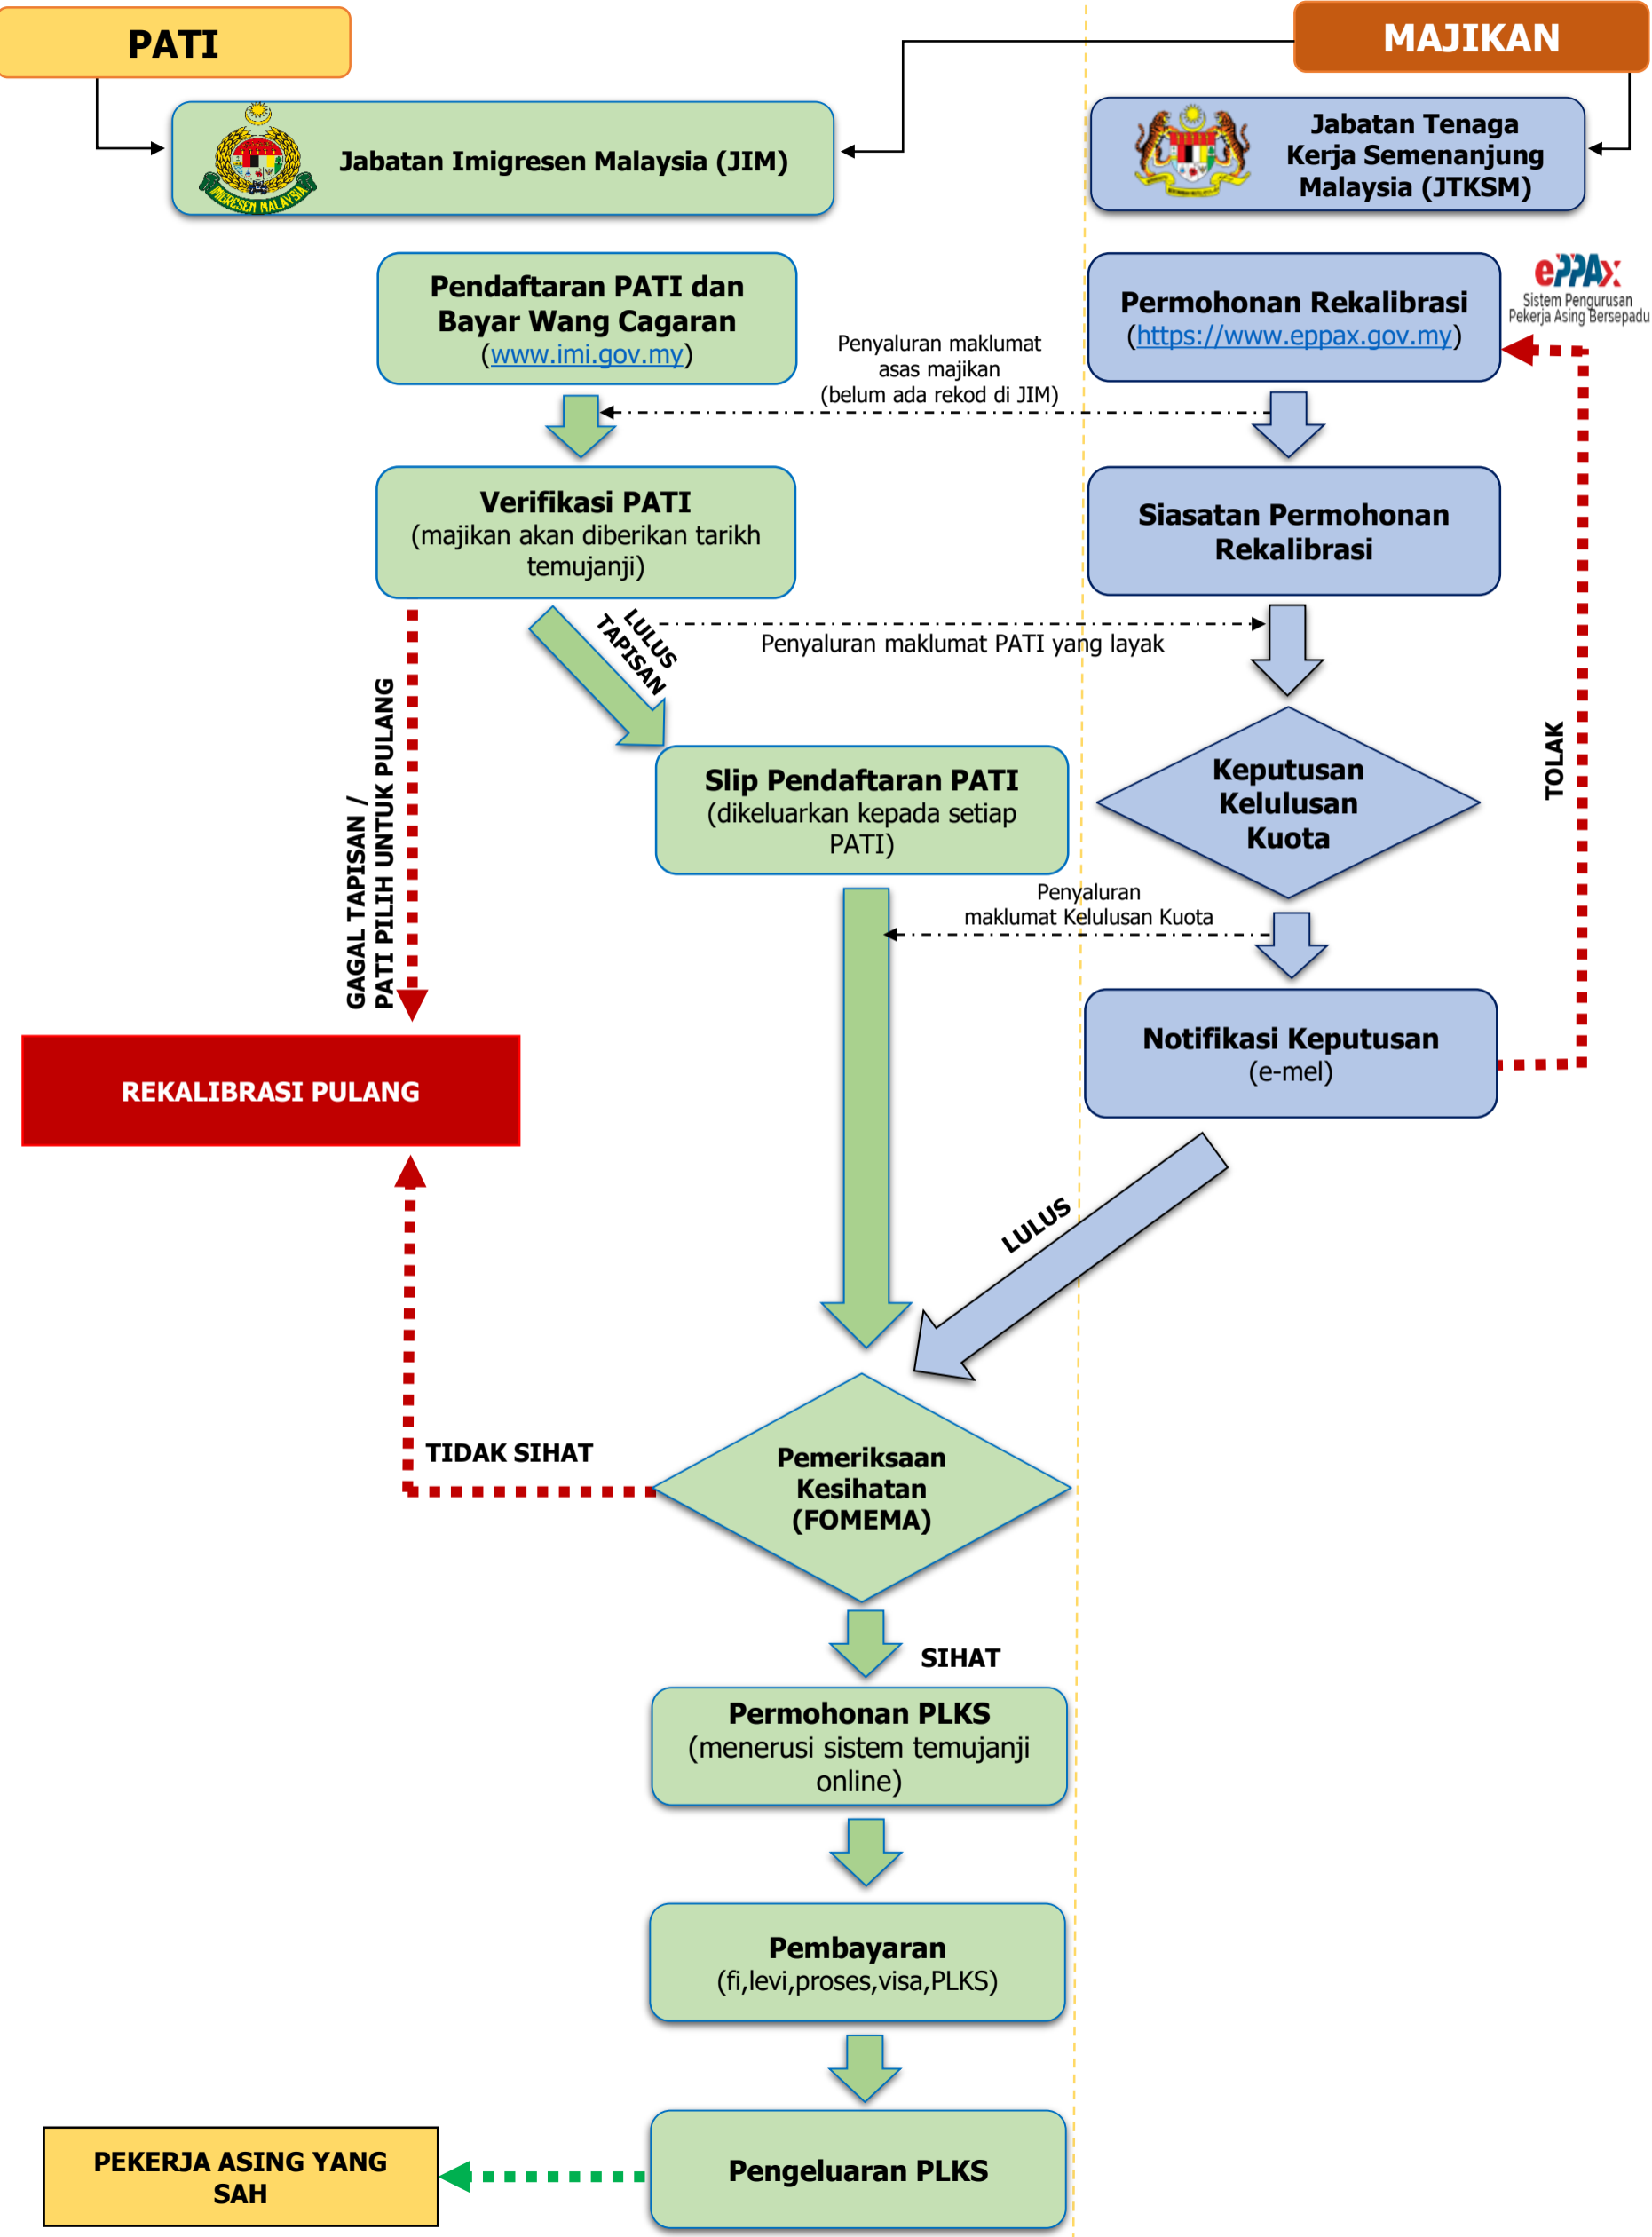 PATI
MAJIKAN
IMIGRESEN MALAYSIA
Jabatan Imigresen Malaysia (JIM)
Jabatan Tenaga
Kerja Semenanjung
Malaysia (JTKSM)
Pendaftaran PATI dan
Bayar Wang Cagaran
(www.imi.gov.my)
Permohonan Rekalibrasi
(https://www.eppax.gov.my)
ePPAx
Sistem Pengurusan
Pekerja Asing Bersepadu
Penyaluran maklumat
asas majikan
(belum ada rekod di JIM)
Verifikasi PATI
(majikan akan diberikan tarikh
temujanji)
Siasatan Permohonan
Rekalibrasi
LULUS
TAPISAN
Penyaluran maklumat PATI yang layak
GAGAL TAPISAN /
PATI PILIH UNTUK PULANG
Slip Pendaftaran PATI
(dikeluarkan kepada setiap
PATI)
Keputusan
Kelulusan
Kuota
TOLAK
Penyaluran
maklumat Kelulusan Kuota
Notifikasi Keputusan
(e-mel)
REKALIBRASI PULANG
LULUS
TIDAK SIHAT
Pemeriksaan
Kesihatan
(FOMEMA)
SIHAT
Permohonan PLKS
(menerusi sistem temujanji
online)
Pembayaran
(fi,levi,proses,visa,PLKS)
Pengeluaran PLKS
PEKERJA ASING YANG
SAH